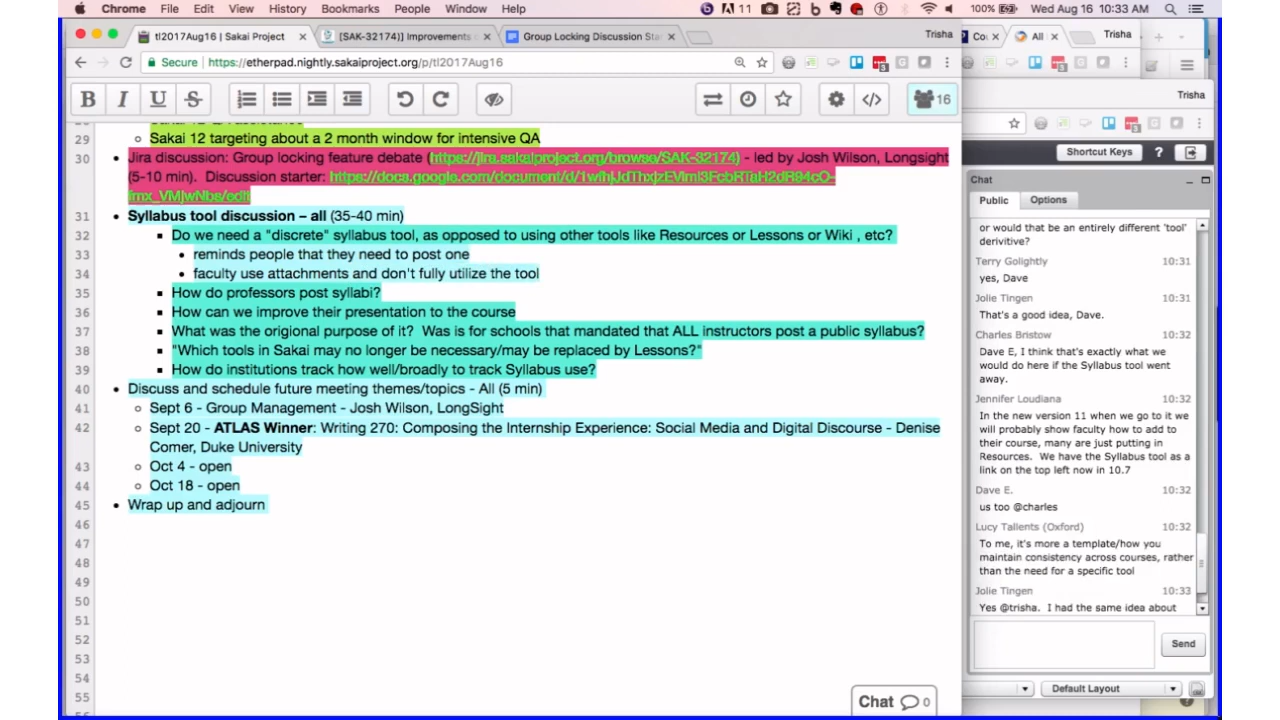 Chrome File Edit View History Bookmarks People Window Help 11 100% Wed Aug 16 10:33 AM
tl2017Aug16 | Sakai Project × [SAK-32174)] Improvements × Group Locking Discussion Sta × Trisha
Co × All × Trisha
Secure | https://etherpad.nightly.sakaiproject.org/p/tl2017Aug16
Trisha
B I U S 16
Shortcut Keys ?
29 Sakai 12 targeting about a 2 month window for intensive QA
30 Jira discussion: Group locking feature debate (https://jira.sakaiproject.org/browse/SAK-32174) - led by Josh Wilson, Longsight
(5-10 min). Discussion starter:
31 Syllabus tool discussion – all (35-40 min)
32 Do we need a "discrete" syllabus tool, as opposed to using other tools like Resources or Lessons or Wiki , etc?
33 reminds people that they need to post one
34 faculty use attachments and don't fully utilize the tool
35 How do professors post syllabi?
36 How can we improve their presentation to the course
37 What was the origional purpose of it? Was is for schools that mandated that ALL instructors post a public syllabus?
38 "Which tools in Sakai may no longer be necessary/may be replaced by Lessons?"
39 How do institutions track how well/broadly to track Syllabus use?
40 Discuss and schedule future meeting themes/topics - All (5 min)
41 Sept 6 - Group Management - Josh Wilson, LongSight
42 Sept 20 - ATLAS Winner: Writing 270: Composing the Internship Experience: Social Media and Digital Discourse - Denise
Comer, Duke University
43 Oct 4 - open
44 Oct 18 - open
45 Wrap up and adjourn
46
47
48
49
50
51
52
53
54
55
Chat 0
Chat
Public Options
or would that be an entirely different 'tool'
derivitive?
Terry Golightly 10:31
yes, Dave
Jolie Tingen 10:31
That's a good idea, Dave.
Charles Bristow 10:32
Dave E, I think that's exactly what we
would do here if the Syllabus tool went
away.
Jennifer Loudiana 10:32
In the new version 11 when we go to it we
will probably show faculty how to add to
their course, many are just putting in
Resources. We have the Syllabus tool as a
link on the top left now in 10.7
Dave E. 10:32
us too @charles
Lucy Tallents (Oxford) 10:32
To me, it's more a template/how you
maintain consistency across courses, rather
than the need for a specific tool
Jolie Tingen 10:33
Yes @trisha. I had the same idea about
Send
Default Layout